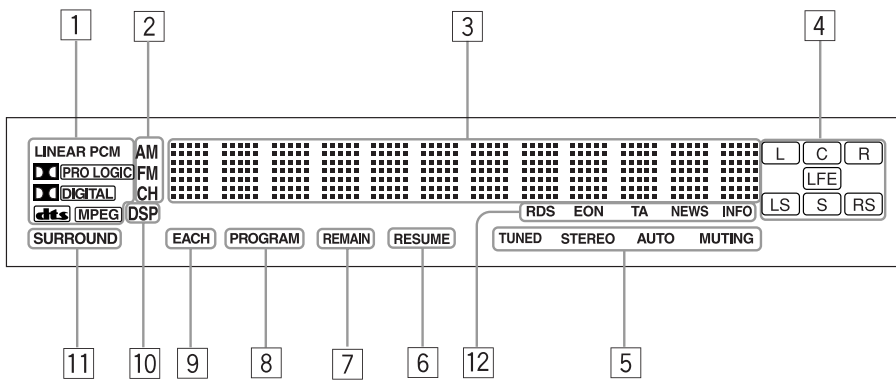 1 2 3 4
LINEAR PCM AM L C R
PRO LOGIC FM LFE
DIGITAL CH LS S RS
dts MPEG DSP RDS EON TA NEWS INFO
SURROUND EACH PROGRAM REMAIN RESUME TUNED STEREO AUTO MUTING
11 10 9 8 7 6 12 5